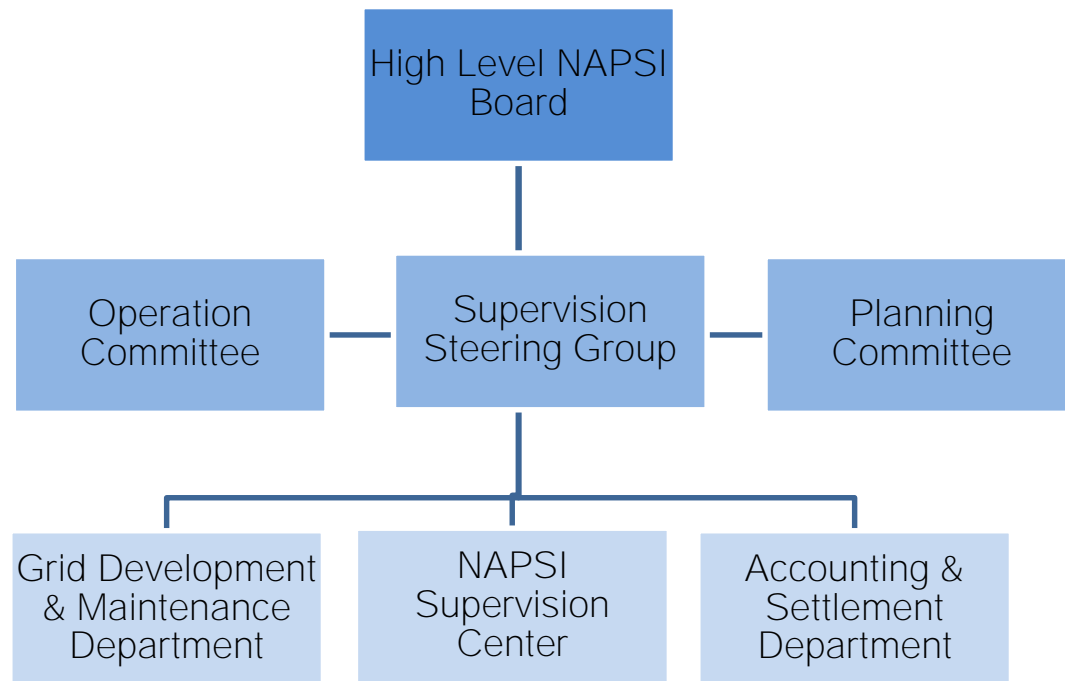 High Level NAPSI
Board
Operation
Committee
Supervision
Steering Group
Planning
Committee
Grid Development
& Maintenance
Department
NAPSI
Supervision
Center
Accounting &
Settlement
Department